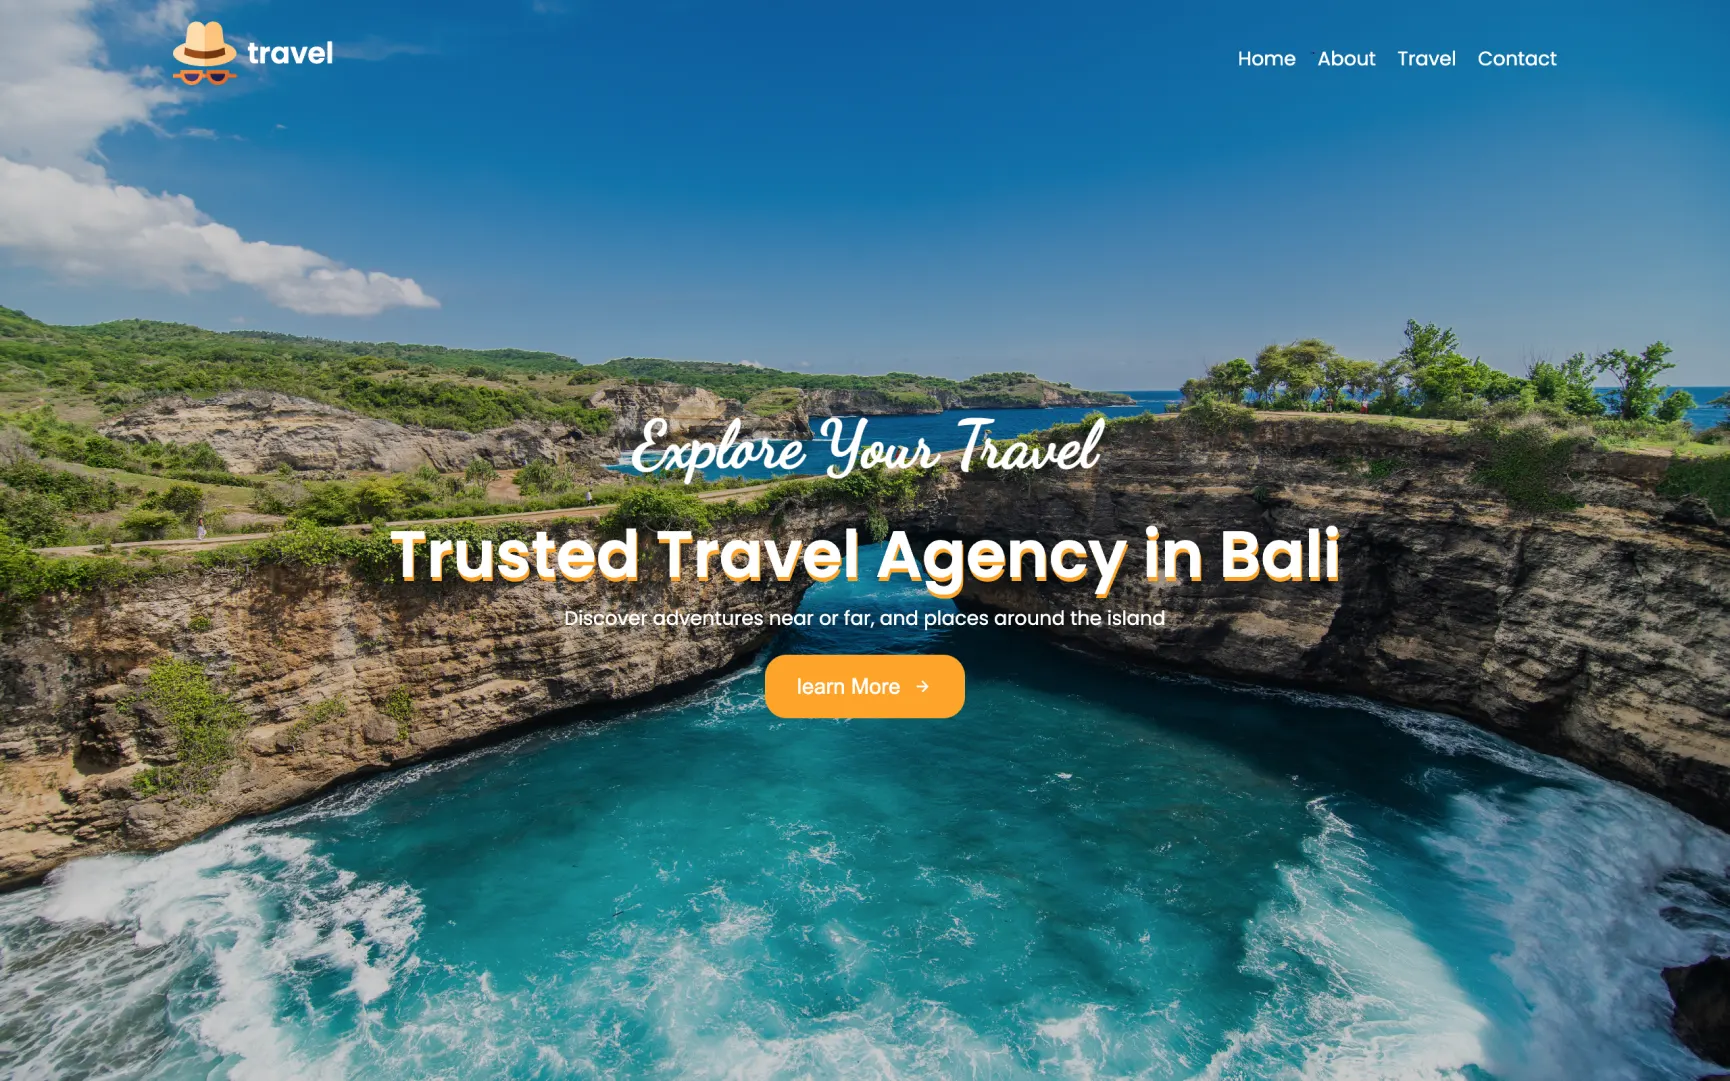 travel
Home About Travel Contact
Explore Your Travel
Trusted Travel Agency in Bali
Discover adventures near or far, and places around the island
learn More →